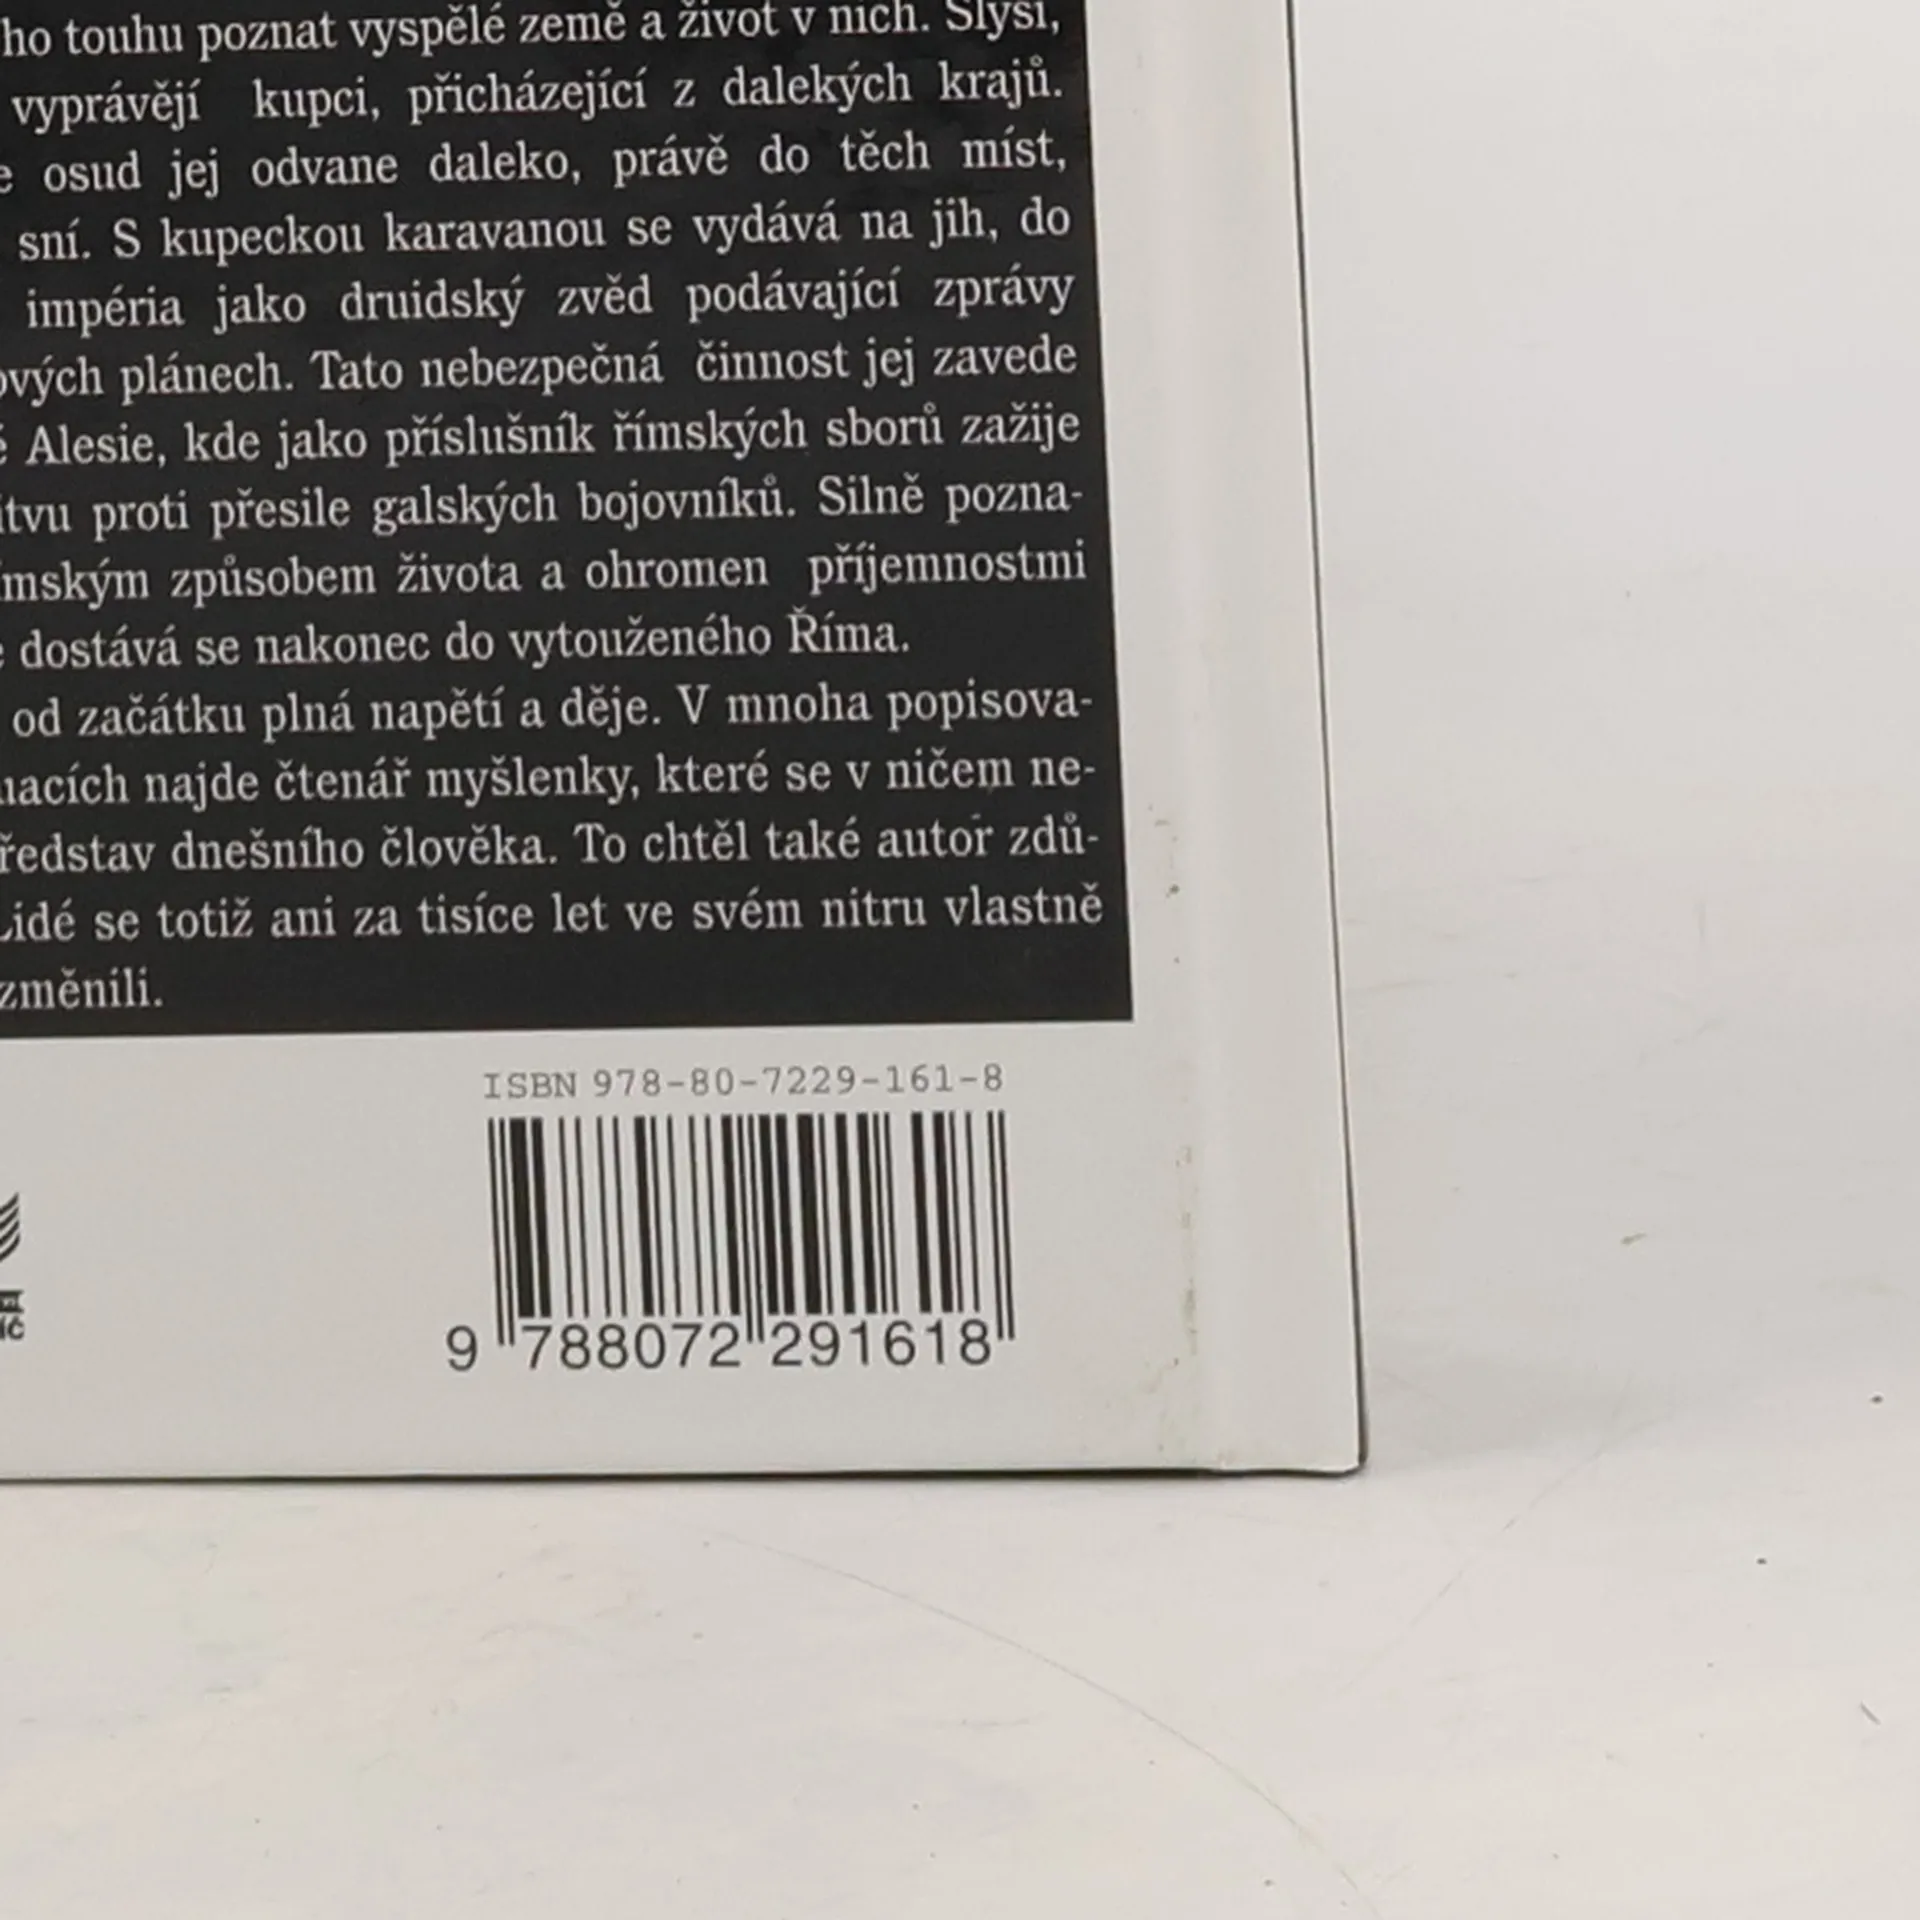 ho touhu poznat vyspělé země a život v nich. Slyší,
vyprávějí kupci, přicházející z dalekých krajů.
osud jej odvane daleko, právě do těch míst,
sní. S kupeckou karavanou se vydává na jih, do
impéria jako druidský zvěd podávající zprávy
ových plánech. Tato nebezpečná činnost jej zavede
Alesie, kde jako příslušník římských sborů zažije
itvu proti přesile galských bojovníků. Silně pozna-
ímským způsobem života a ohromen příjemnostmi
dostává se nakonec do vytouženého Říma.
od začátku plná napětí a děje. V mnoha popisova-
uacích najde čtenář myšlenky, které se v ničem ne-
ředstav dnešního člověka. To chtěl také autor zdů-
Lidé se totiž ani za tisíce let ve svém nitru vlastně
změnili.
ISBN 978-80-7229-161-8
9 788072 291618